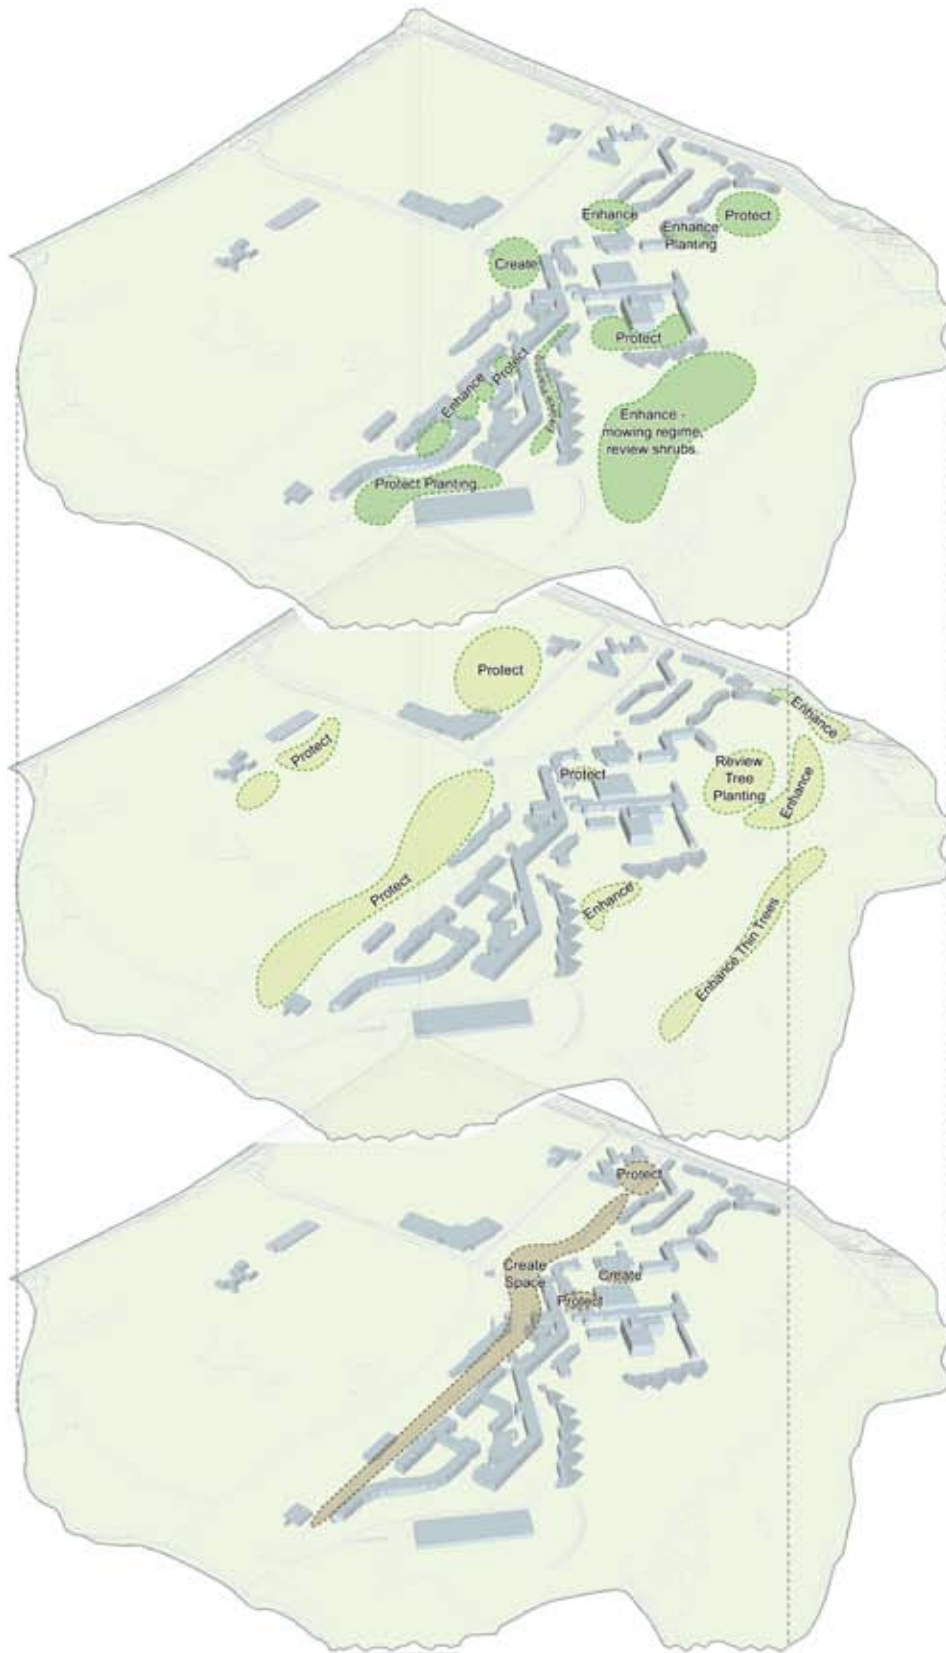 Enhance
Protect
Enhance
Planting
Create
Protect
Protect
Enhance
Enhance -
mowing regime,
review shrubs.
Protect Planting
Protect
Enhance
Protect
Protect
Review
Tree
Planting
Enhance
Protect
Enhance
Enhance Thin Trees
Protect
Create
Space
Create
Protect